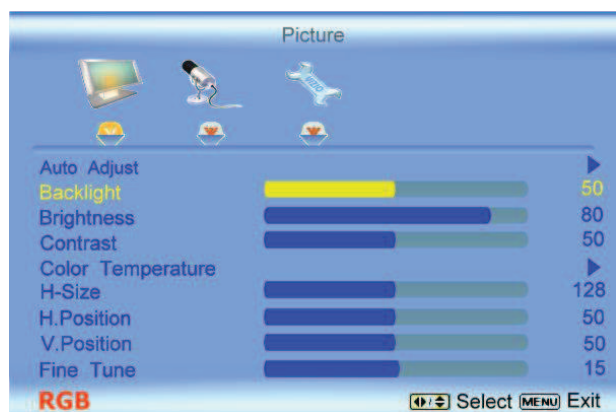 Picture
Auto Adjust
Backlight 50
Brightness 80
Contrast 50
Color Temperature
H-Size 128
H.Position 50
V.Position 50
Fine Tune 15
RGB Select MENU Exit